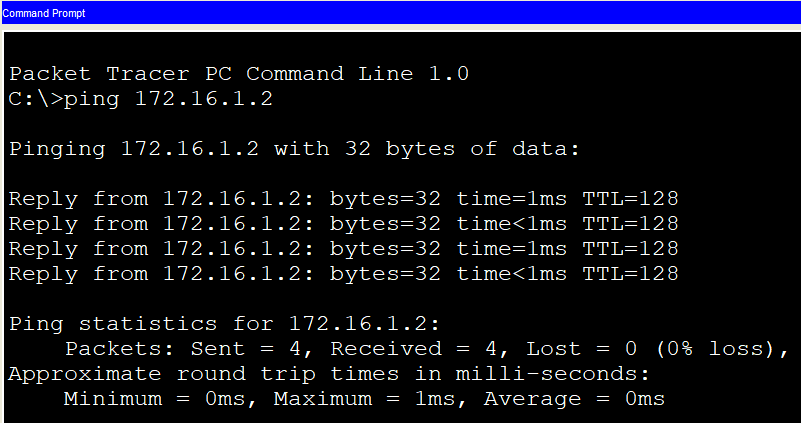 Command Prompt
Packet Tracer PC Command Line 1.0
C:\>ping 172.16.1.2
Pinging 172.16.1.2 with 32 bytes of data:
Reply from 172.16.1.2: bytes=32 time=1ms TTL=128
Reply from 172.16.1.2: bytes=32 time<1ms TTL=128
Reply from 172.16.1.2: bytes=32 time=1ms TTL=128
Reply from 172.16.1.2: bytes=32 time<1ms TTL=128
Ping statistics for 172.16.1.2:
Packets: Sent = 4, Received = 4, Lost = 0 (0% loss),
Approximate round trip times in milli-seconds:
Minimum = 0ms, Maximum = 1ms, Average = 0ms